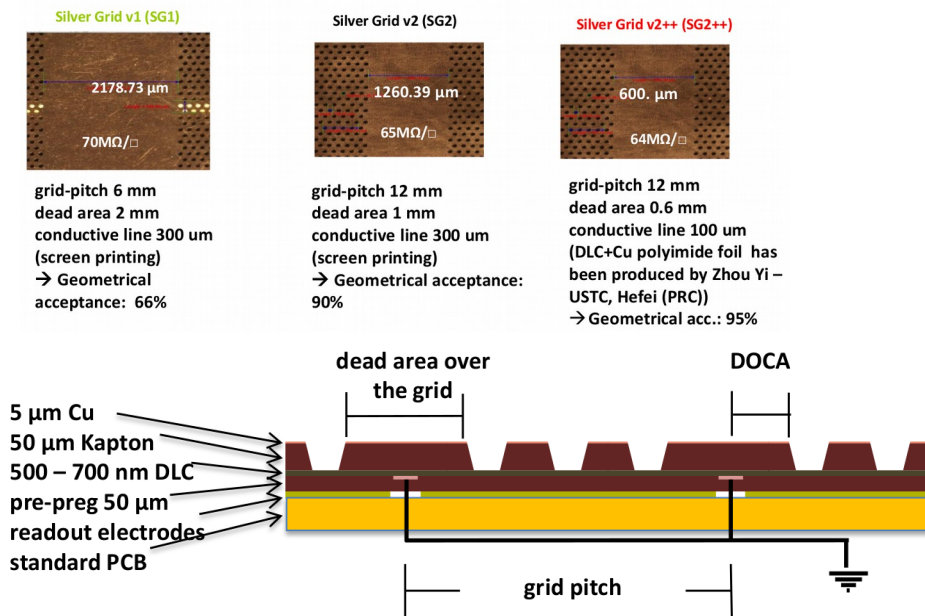 Silver Grid v1 (SG1)
2178.73 μm
70MΩ/□
grid-pitch 6 mm
dead area 2 mm
conductive line 300 um
(screen printing)
→ Geometrical
acceptance: 66%
Silver Grid v2 (SG2)
1260.39 μm
65MΩ/□
grid-pitch 12 mm
dead area 1 mm
conductive line 300 um
(screen printing)
→ Geometrical acceptance:
90%
Silver Grid v2++ (SG2++)
600. μm
64MΩ/□
grid-pitch 12 mm
dead area 0.6 mm
conductive line 100 um
(DLC+Cu polyimide foil has
been produced by Zhou Yi –
USTC, Hefei (PRC))
→ Geometrical acc.: 95%
dead area over
the grid
DOCA
5 μm Cu
50 μm Kapton
500 – 700 nm DLC
pre-preg 50 μm
readout electrodes
standard PCB
grid pitch